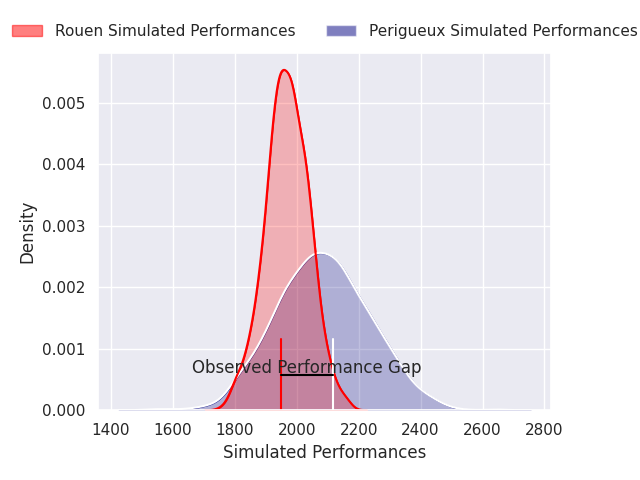 Rouen Simulated Performances
Perigueux Simulated Performances
0.005
0.004
0.003
0.002
0.001
0.000
Density
Observed Performance Gap
1400 1600 1800 2000 2200 2400 2600 2800
Simulated Performances